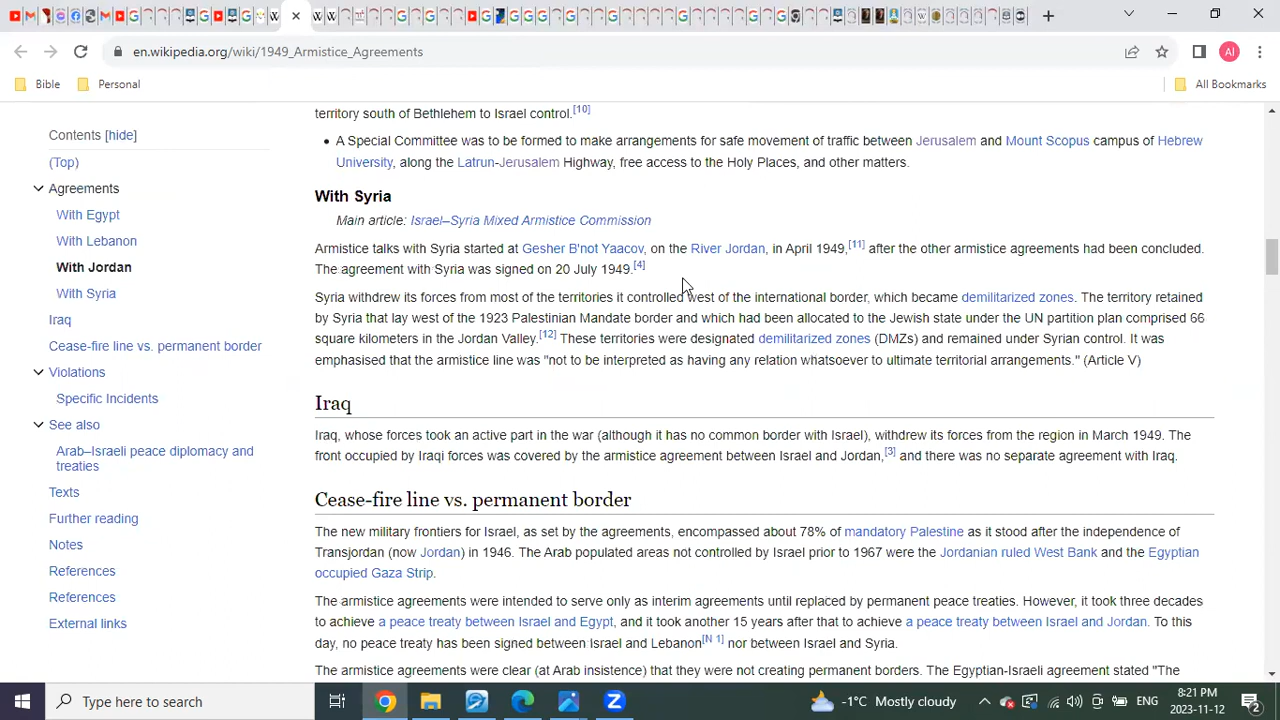 en.wikipedia.org/wiki/1949_Armistice_Agreements
AI
Bible
Personal
All Bookmarks
Contents [hide]
(Top)
Agreements
With Egypt
With Lebanon
With Jordan
With Syria
Iraq
Cease-fire line vs. permanent border
Violations
Specific Incidents
See also
Arab–Israeli peace diplomacy and
treaties
Texts
Further reading
Notes
References
References
External links
territory south of Bethlehem to Israel control.[10]
• A Special Committee was to be formed to make arrangements for safe movement of traffic between Jerusalem and Mount Scopus campus of Hebrew
University, along the Latrun-Jerusalem Highway, free access to the Holy Places, and other matters.
With Syria
Main article: Israel–Syria Mixed Armistice Commission
Armistice talks with Syria started at Gesher B'not Yaacov, on the River Jordan, in April 1949,[11] after the other armistice agreements had been concluded.
The agreement with Syria was signed on 20 July 1949.[4]
Syria withdrew its forces from most of the territories it controlled west of the international border, which became demilitarized zones. The territory retained
by Syria that lay west of the 1923 Palestinian Mandate border and which had been allocated to the Jewish state under the UN partition plan comprised 66
square kilometers in the Jordan Valley.[12] These territories were designated demilitarized zones (DMZs) and remained under Syrian control. It was
emphasised that the armistice line was "not to be interpreted as having any relation whatsoever to ultimate territorial arrangements." (Article V)
Iraq
Iraq, whose forces took an active part in the war (although it has no common border with Israel), withdrew its forces from the region in March 1949. The
front occupied by Iraqi forces was covered by the armistice agreement between Israel and Jordan,[3] and there was no separate agreement with Iraq.
Cease-fire line vs. permanent border
The new military frontiers for Israel, as set by the agreements, encompassed about 78% of mandatory Palestine as it stood after the independence of
Transjordan (now Jordan) in 1946. The Arab populated areas not controlled by Israel prior to 1967 were the Jordanian ruled West Bank and the Egyptian
occupied Gaza Strip.
The armistice agreements were intended to serve only as interim agreements until replaced by permanent peace treaties. However, it took three decades
to achieve a peace treaty between Israel and Egypt, and it took another 15 years after that to achieve a peace treaty between Israel and Jordan. To this
day, no peace treaty has been signed between Israel and Lebanon[N 1] nor between Israel and Syria.
The armistice agreements were clear (at Arab insistence) that they were not creating permanent borders. The Egyptian-Israeli agreement stated "The
Type here to search
-1°C Mostly cloudy
ENG
8:21 PM
2023-11-12
2